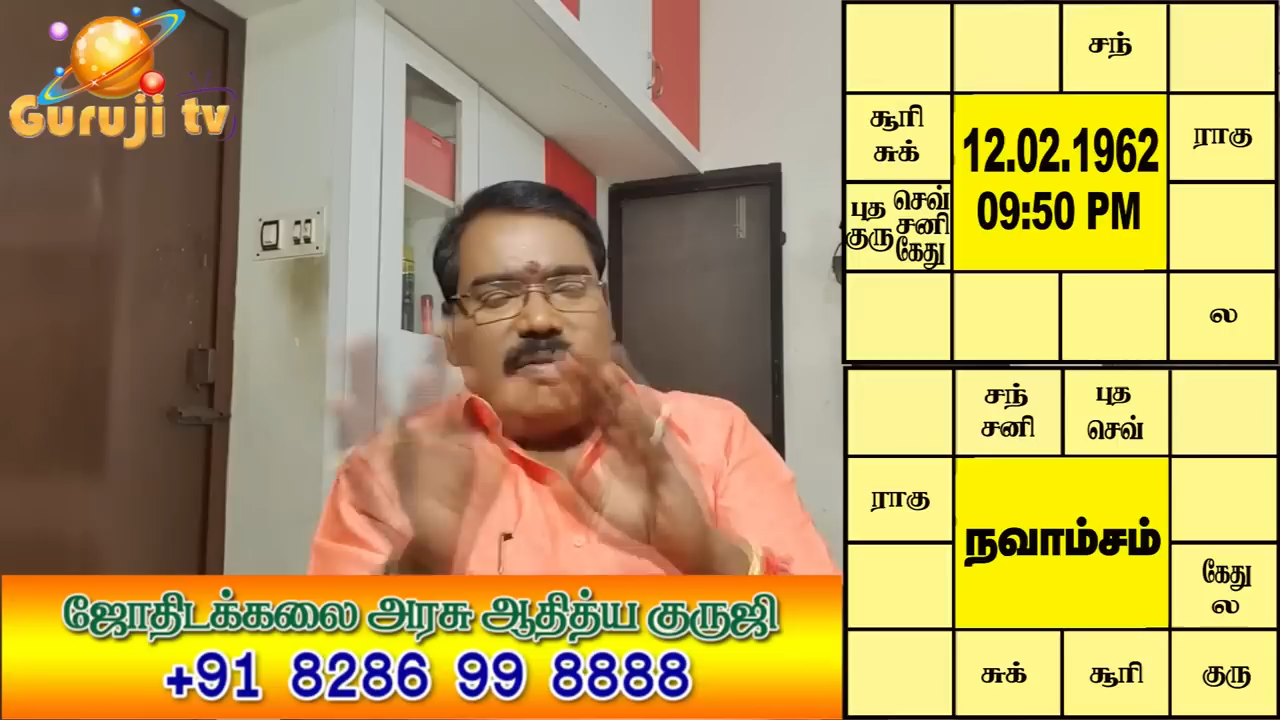 Guruji tv
சந்
சூரி
சுக்
12.02.1962
09:50 PM
ராகு
புத
குரு
செவ்
சனி
கேது
ல
சந்
சனி
புத
செவ்
ராகு
நவாம்சம்
கேது
ல
சுக்
சூரி
குரு
ஜோதிடக்கலை அரசு ஆதித்ய குருஜி
+91 8286 99 8888